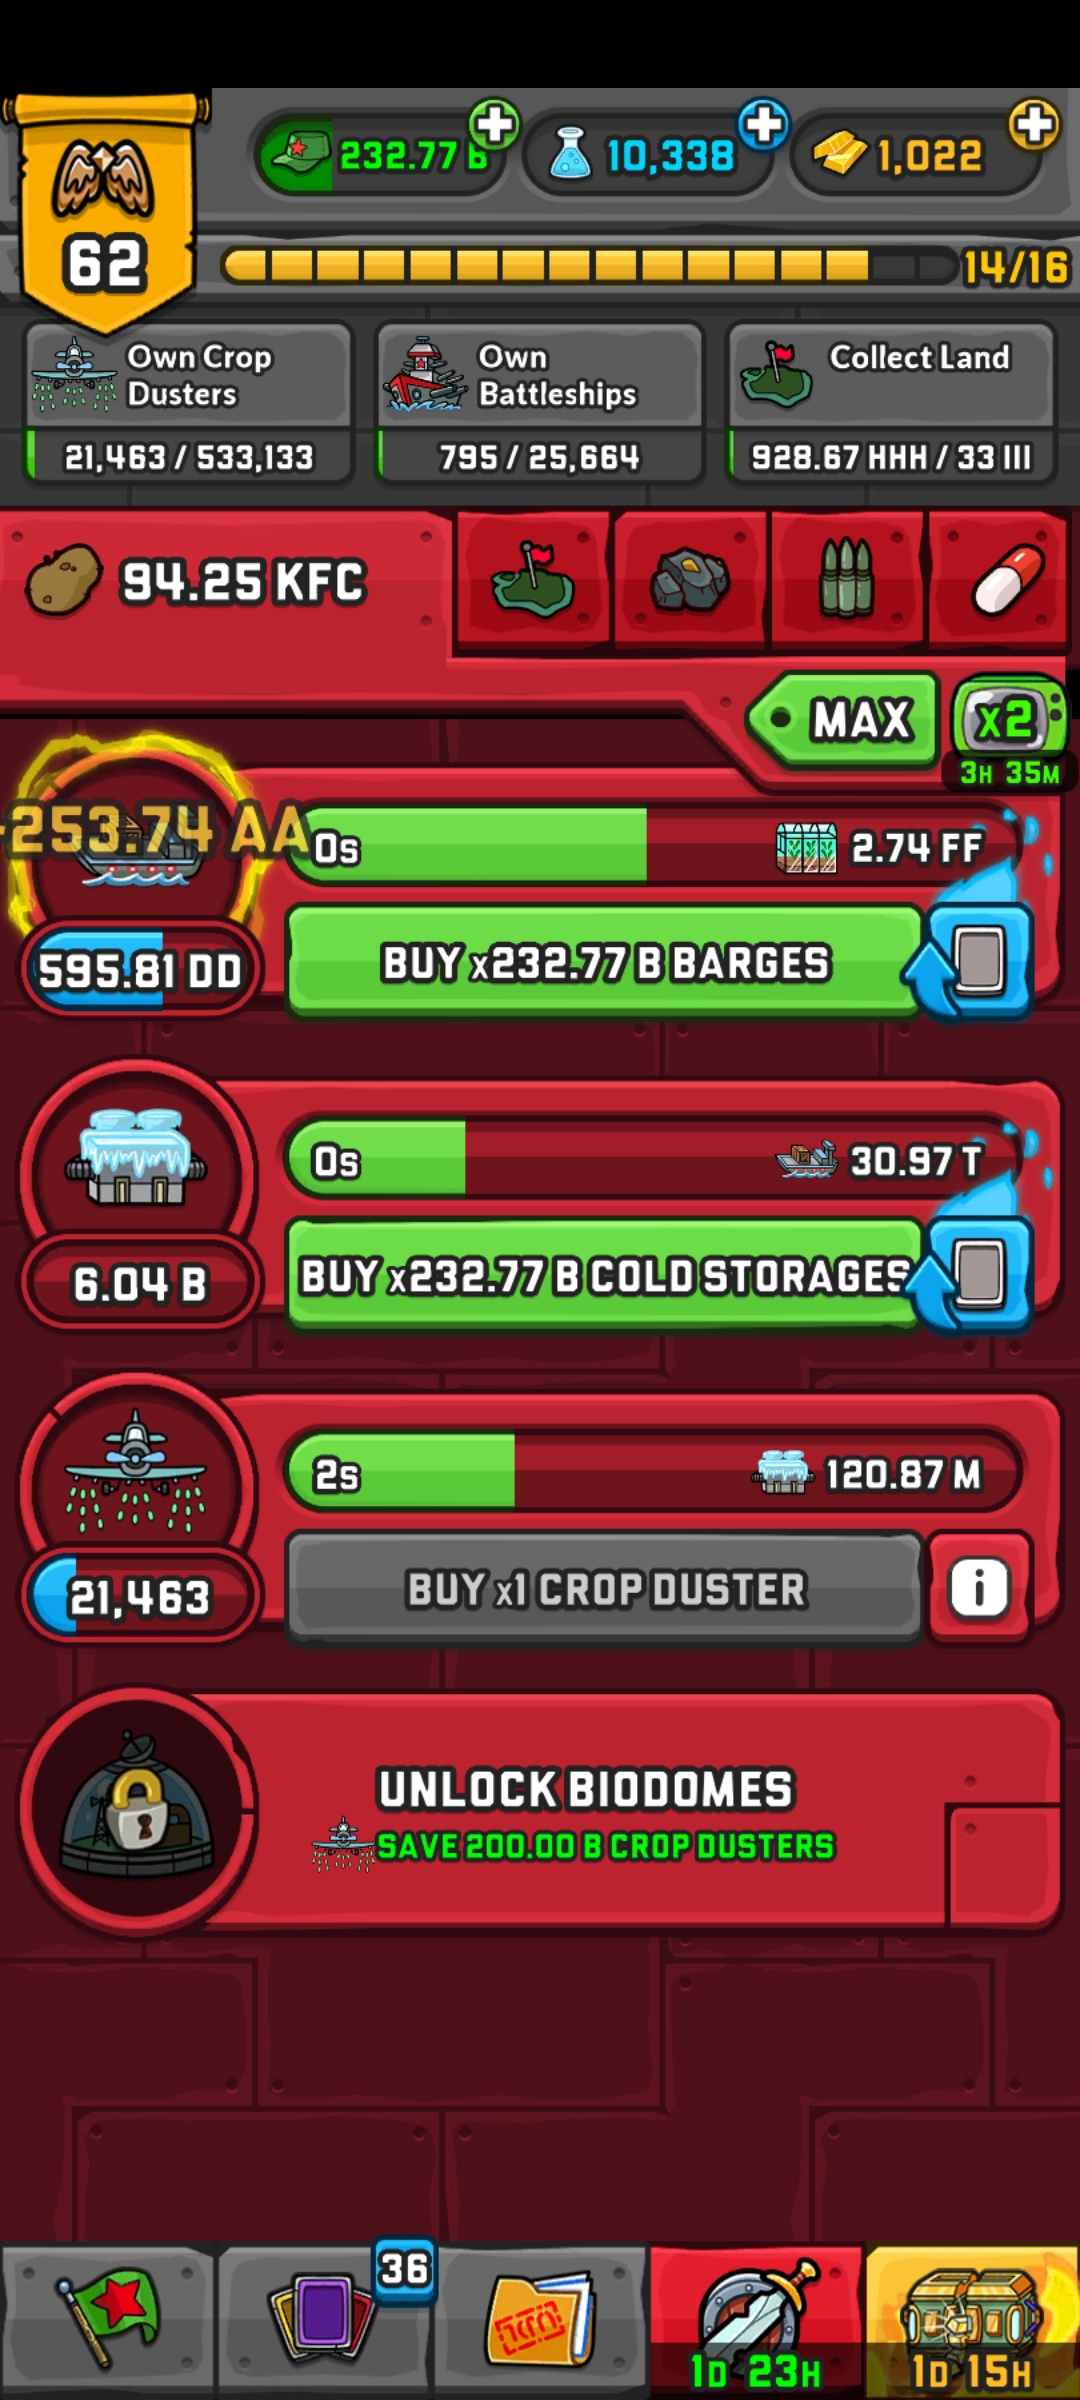 232.77 B
10,338
1,022
62
14/16
Own Crop
Dusters
21,463 / 533,133
Own
Battleships
795 / 25,664
Collect Land
928.67 HHH / 33 III
94.25 KFC
MAX
x2
3H 35M
-253.74 AA
0s
2.74 FF
595.81 DD
BUY x232.77 B BARGES
0s
30.97 T
6.04 B
BUY x232.77 B COLD STORAGES
2s
120.87 M
21,463
BUY x1 CROP DUSTER
i
UNLOCK BIODOMES
SAVE 200.00 B CROP DUSTERS
36
1D 23H
1D 15H